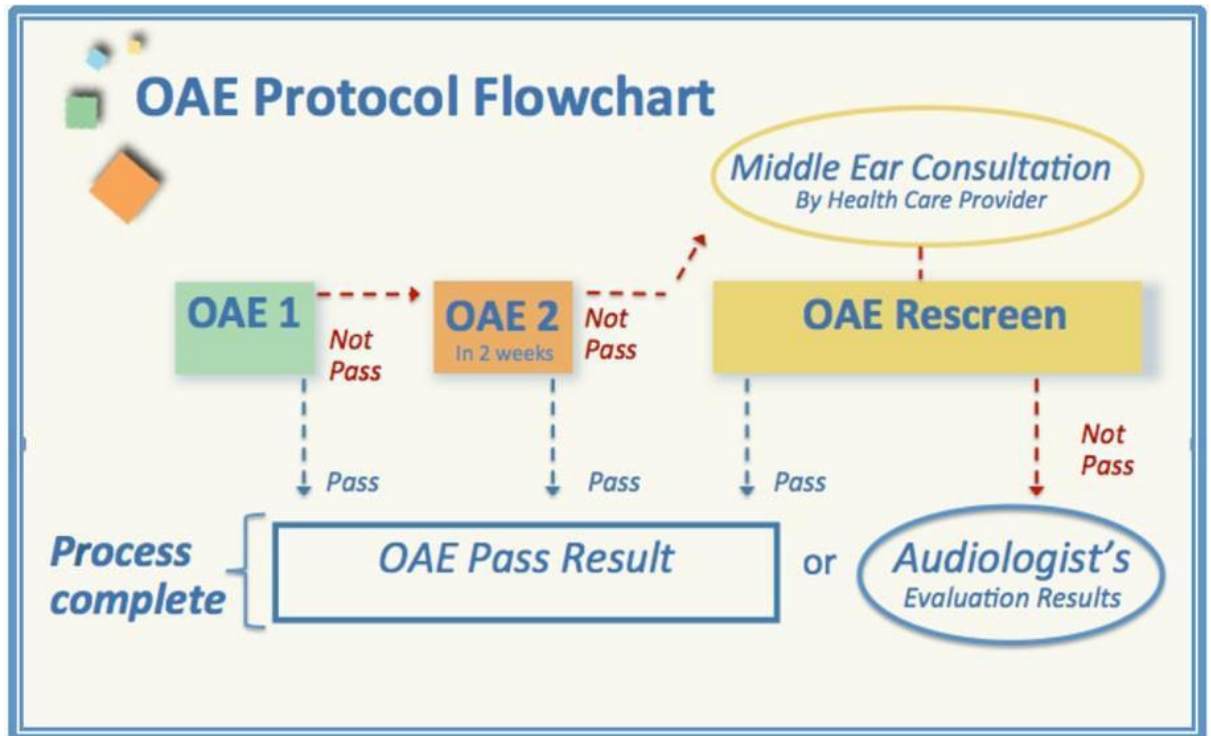 OAE Protocol Flowchart
Middle Ear Consultation
By Health Care Provider
OAE 1
Not
Pass
OAE 2
In 2 weeks
Not
Pass
OAE Rescreen
Pass
Pass
Pass
Not
Pass
Process
complete
OAE Pass Result
or
Audiologist's
Evaluation Results